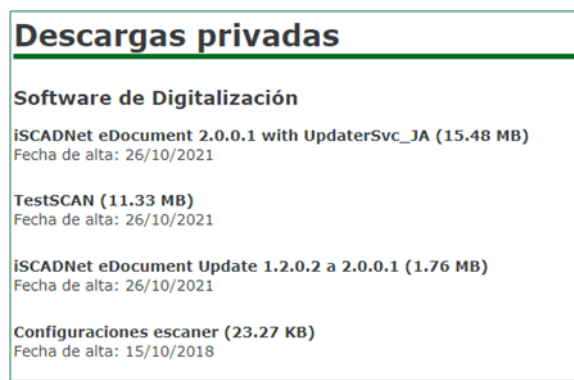 Descargas privadas
Software de Digitalización
iSCADNet eDocument 2.0.0.1 with UpdaterSvc_JA (15.48 MB)
Fecha de alta: 26/10/2021
TestSCAN (11.33 MB)
Fecha de alta: 26/10/2021
iSCADNet eDocument Update 1.2.0.2 a 2.0.0.1 (1.76 MB)
Fecha de alta: 26/10/2021
Configuraciones escaner (23.27 KB)
Fecha de alta: 15/10/2018